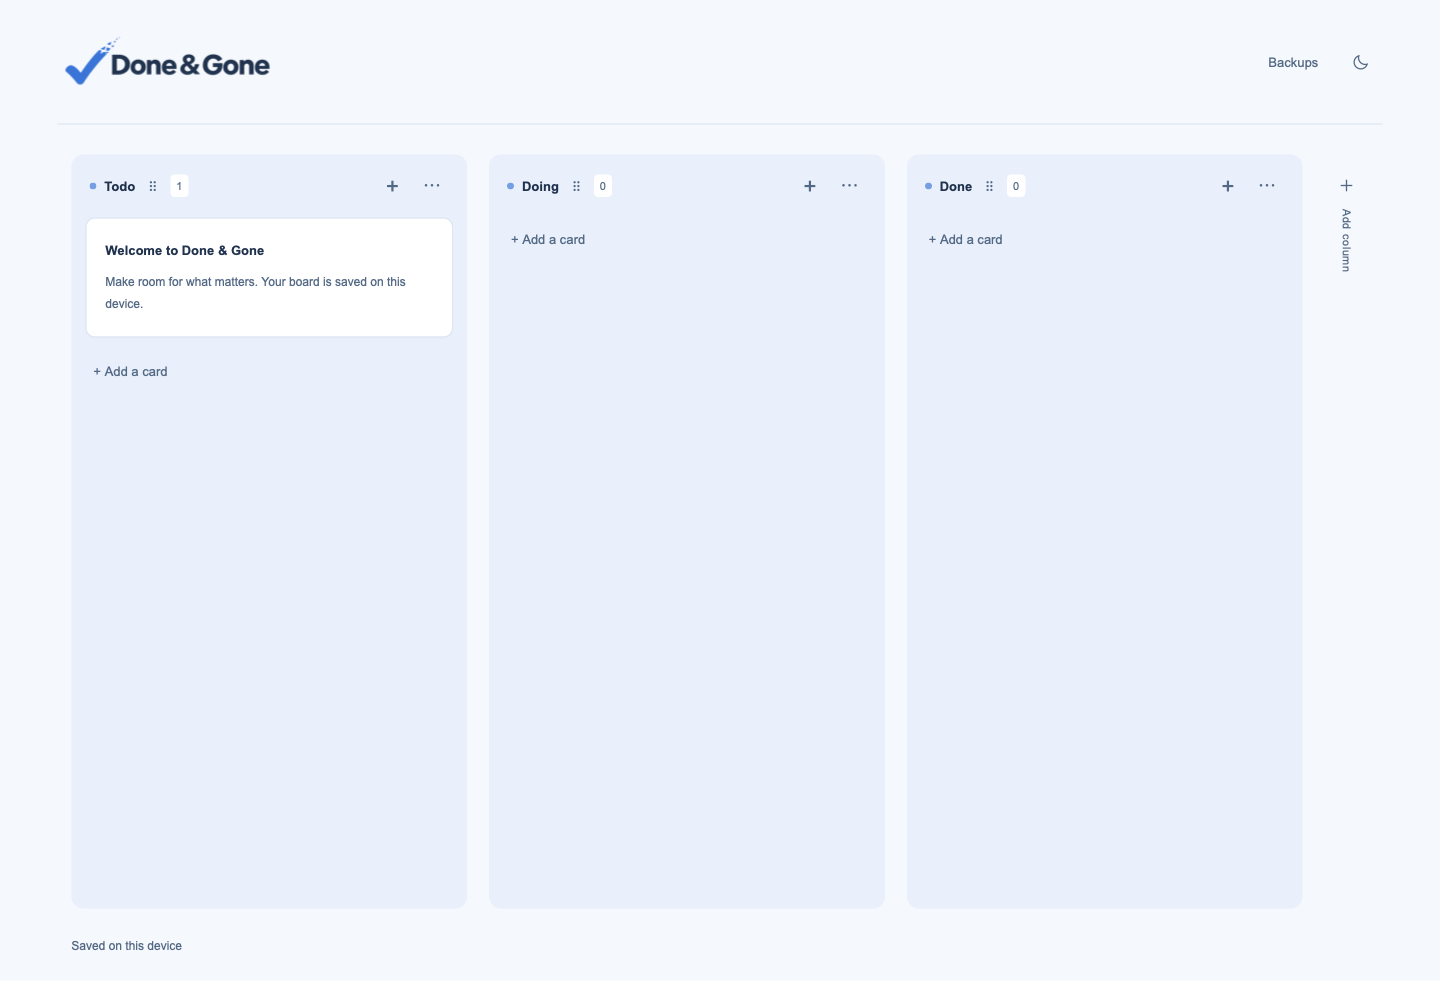 Done & Gone
Backups
Todo 1
Welcome to Done & Gone
Make room for what matters. Your board is saved on this
device.
+ Add a card
Doing 0
+ Add a card
Done 0
+ Add a card
Add column
Saved on this device